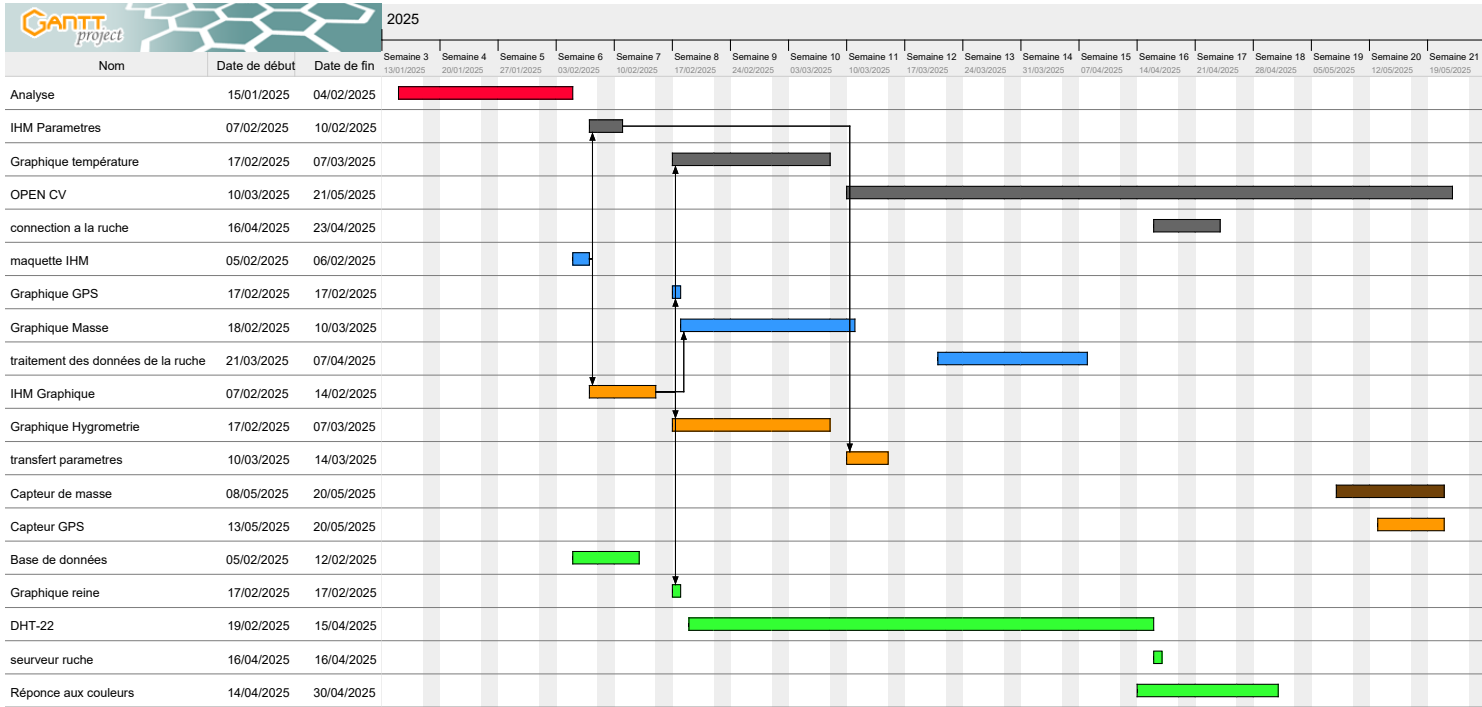 GANTT
project
2025
Nom Date de début Date de fin
Semaine 3 Semaine 4 Semaine 5 Semaine 6 Semaine 7 Semaine 8 Semaine 9 Semaine 10 Semaine 11 Semaine 12 Semaine 13 Semaine 14 Semaine 15 Semaine 16 Semaine 17 Semaine 18 Semaine 19 Semaine 20 Semaine 21
13/01/2025 20/01/2025 27/01/2025 03/02/2025 10/02/2025 17/02/2025 24/02/2025 03/03/2025 10/03/2025 17/03/2025 24/03/2025 31/03/2025 07/04/2025 14/04/2025 21/04/2025 28/04/2025 05/05/2025 12/05/2025 19/05/2025
Analyse 15/01/2025 04/02/2025
IHM Parametres 07/02/2025 10/02/2025
Graphique température 17/02/2025 07/03/2025
OPEN CV 10/03/2025 21/05/2025
connection a la ruche 16/04/2025 23/04/2025
maquette IHM 05/02/2025 06/02/2025
Graphique GPS 17/02/2025 17/02/2025
Graphique Masse 18/02/2025 10/03/2025
traitement des données de la ruche 21/03/2025 07/04/2025
IHM Graphique 07/02/2025 14/02/2025
Graphique Hygrometrie 17/02/2025 07/03/2025
transfert parametres 10/03/2025 14/03/2025
Capteur de masse 08/05/2025 20/05/2025
Capteur GPS 13/05/2025 20/05/2025
Base de données 05/02/2025 12/02/2025
Graphique reine 17/02/2025 17/02/2025
DHT-22 19/02/2025 15/04/2025
seurveur ruche 16/04/2025 16/04/2025
Réponce aux couleurs 14/04/2025 30/04/2025